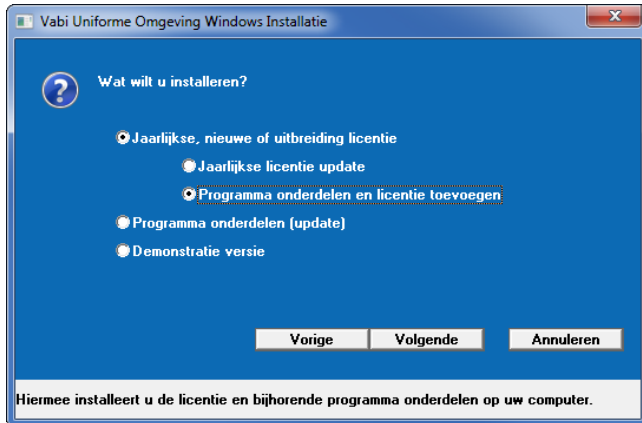 Vabi Uniforme Omgeving Windows Installatie
Wat wilt u installeren?
Jaarlijkse, nieuwe of uitbreiding licentie
Jaarlijkse licentie update
Programma onderdelen en licentie toevoegen
Programma onderdelen (update)
Demonstratie versie
Vorige Volgende Annuleren
Hiermee installeert u de licentie en bijhorende programma onderdelen op uw computer.